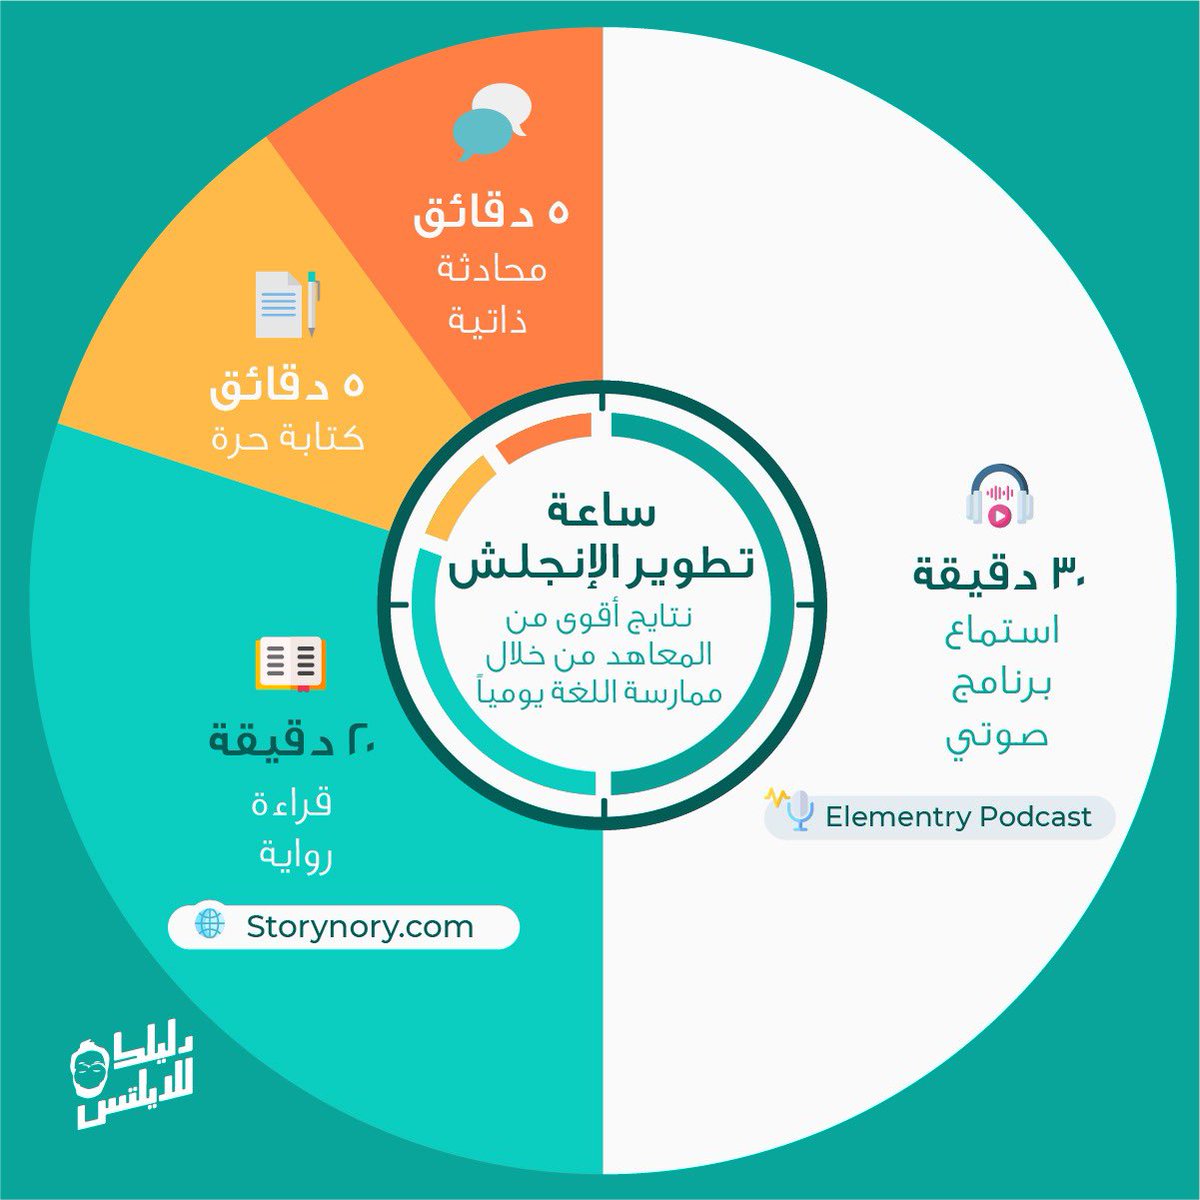 ساعة
تطوير الإنجلش
نتايج أقوى من
المعاهد من خلال
ممارسة اللغة يومياً
٣٠ دقيقة
استماع
برنامج
صوتي
Elementry Podcast
٢٠ دقيقة
قراءة
رواية
Storynory.com
٥ دقائق
كتابة حرة
٥ دقائق
محادثة
ذاتية
دليلك
للايلتس